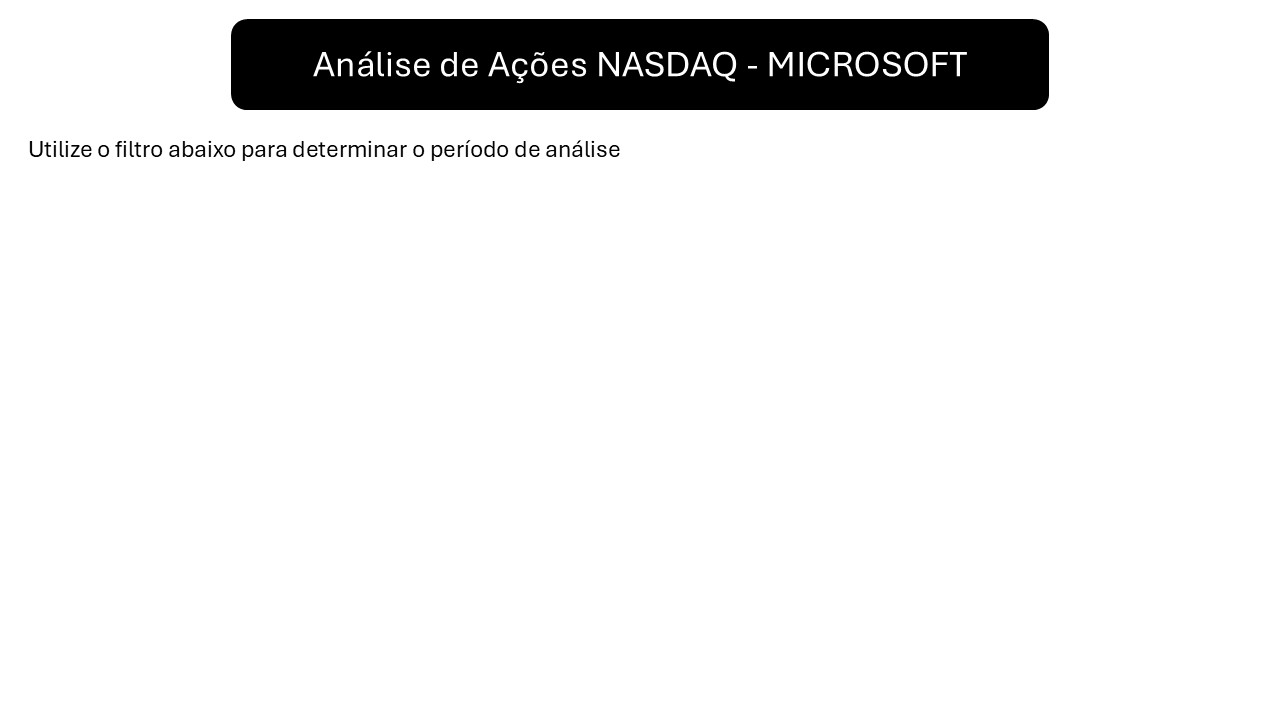 Análise de Ações NASDAQ - MICROSOFT
Utilize o filtro abaixo para determinar o período de análise